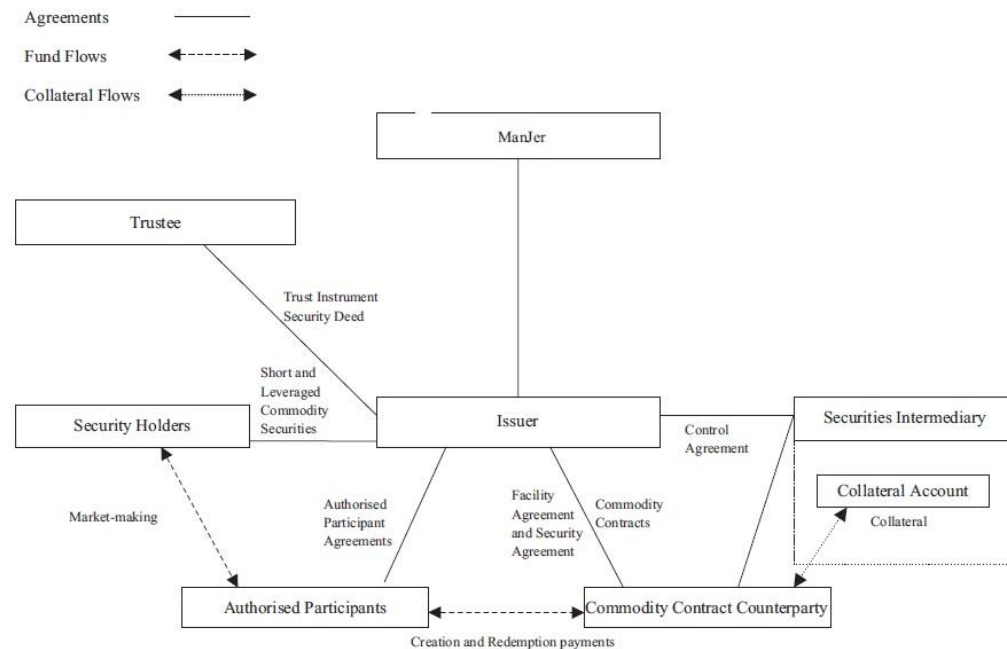 Agreements
Fund Flows
Collateral Flows
ManJer
Trustee
Trust Instrument
Security Deed
Short and
Leveraged
Commodity
Securities
Security Holders
Issuer
Securities Intermediary
Control
Agreement
Collateral Account
Collateral
Market-making
Authorised
Participant
Agreements
Facility
Agreement
and Security
Agreement
Commodity
Contracts
Authorised Participants
Commodity Contract Counterparty
Creation and Redemption payments